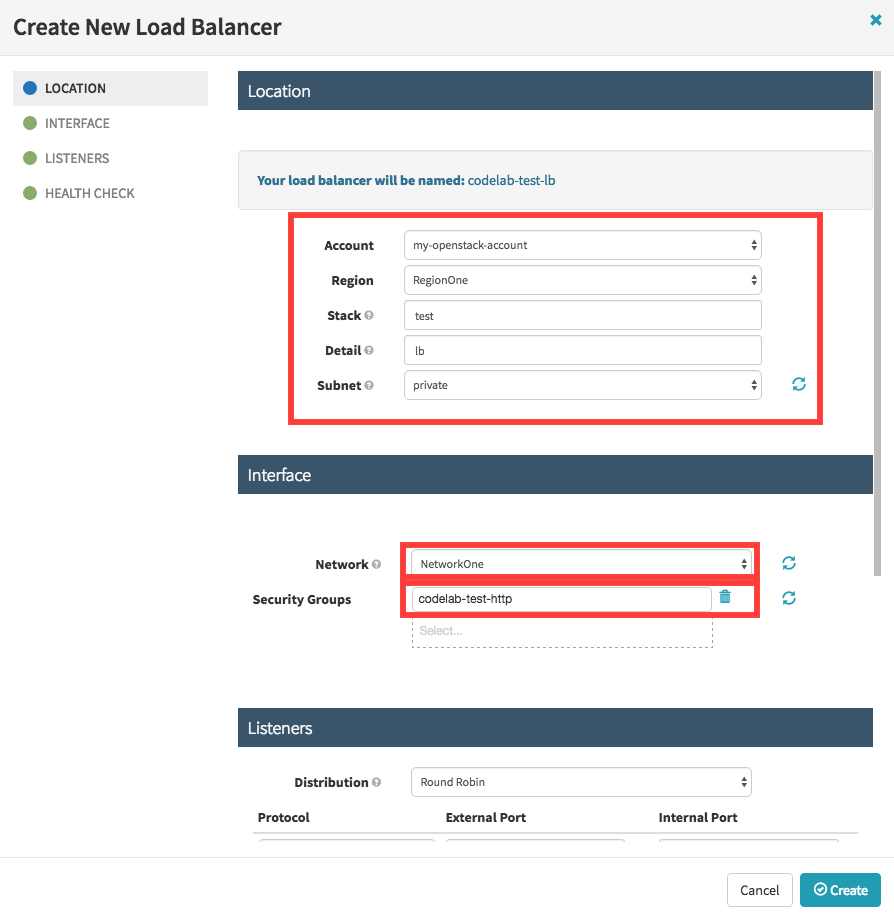 Create New Load Balancer
LOCATION
INTERFACE
LISTENERS
HEALTH CHECK
Location
Your load balancer will be named: codelab-test-lb
Account my-openstack-account
Region RegionOne
Stack test
Detail lb
Subnet private
Interface
Network NetworkOne
Security Groups codelab-test-http
Select...
Listeners
Distribution Round Robin
Protocol External Port Internal Port
Cancel Create